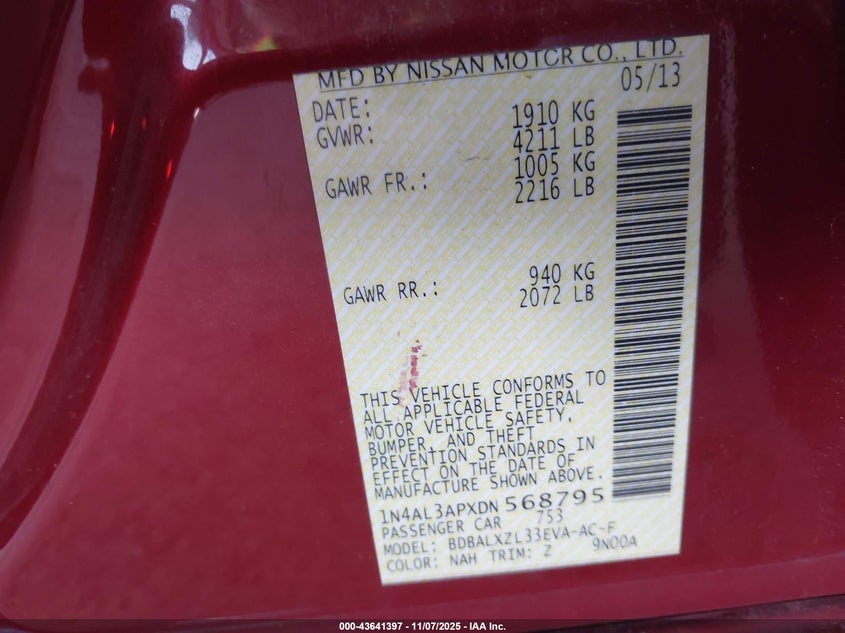 MFD BY NISSAN MOTOR CO., LTD.
DATE: 05/13
GVWR: 1910 KG
4211 LB
GAWR FR.: 1005 KG
2216 LB
GAWR RR.: 940 KG
2072 LB
THIS VEHICLE CONFORMS TO
ALL APPLICABLE FEDERAL
MOTOR VEHICLE SAFETY,
BUMPER, AND THEFT
PREVENTION STANDARDS IN
EFFECT ON THE DATE OF
MANUFACTURE SHOWN ABOVE.
1N4AL3APXDN568795
PASSENGER CAR 753
MODEL: BDBALXZL33EVA-AC-F
COLOR: NAH TRIM: Z 9N00A
000-43641397 - 11/07/2025 - IAA Inc.